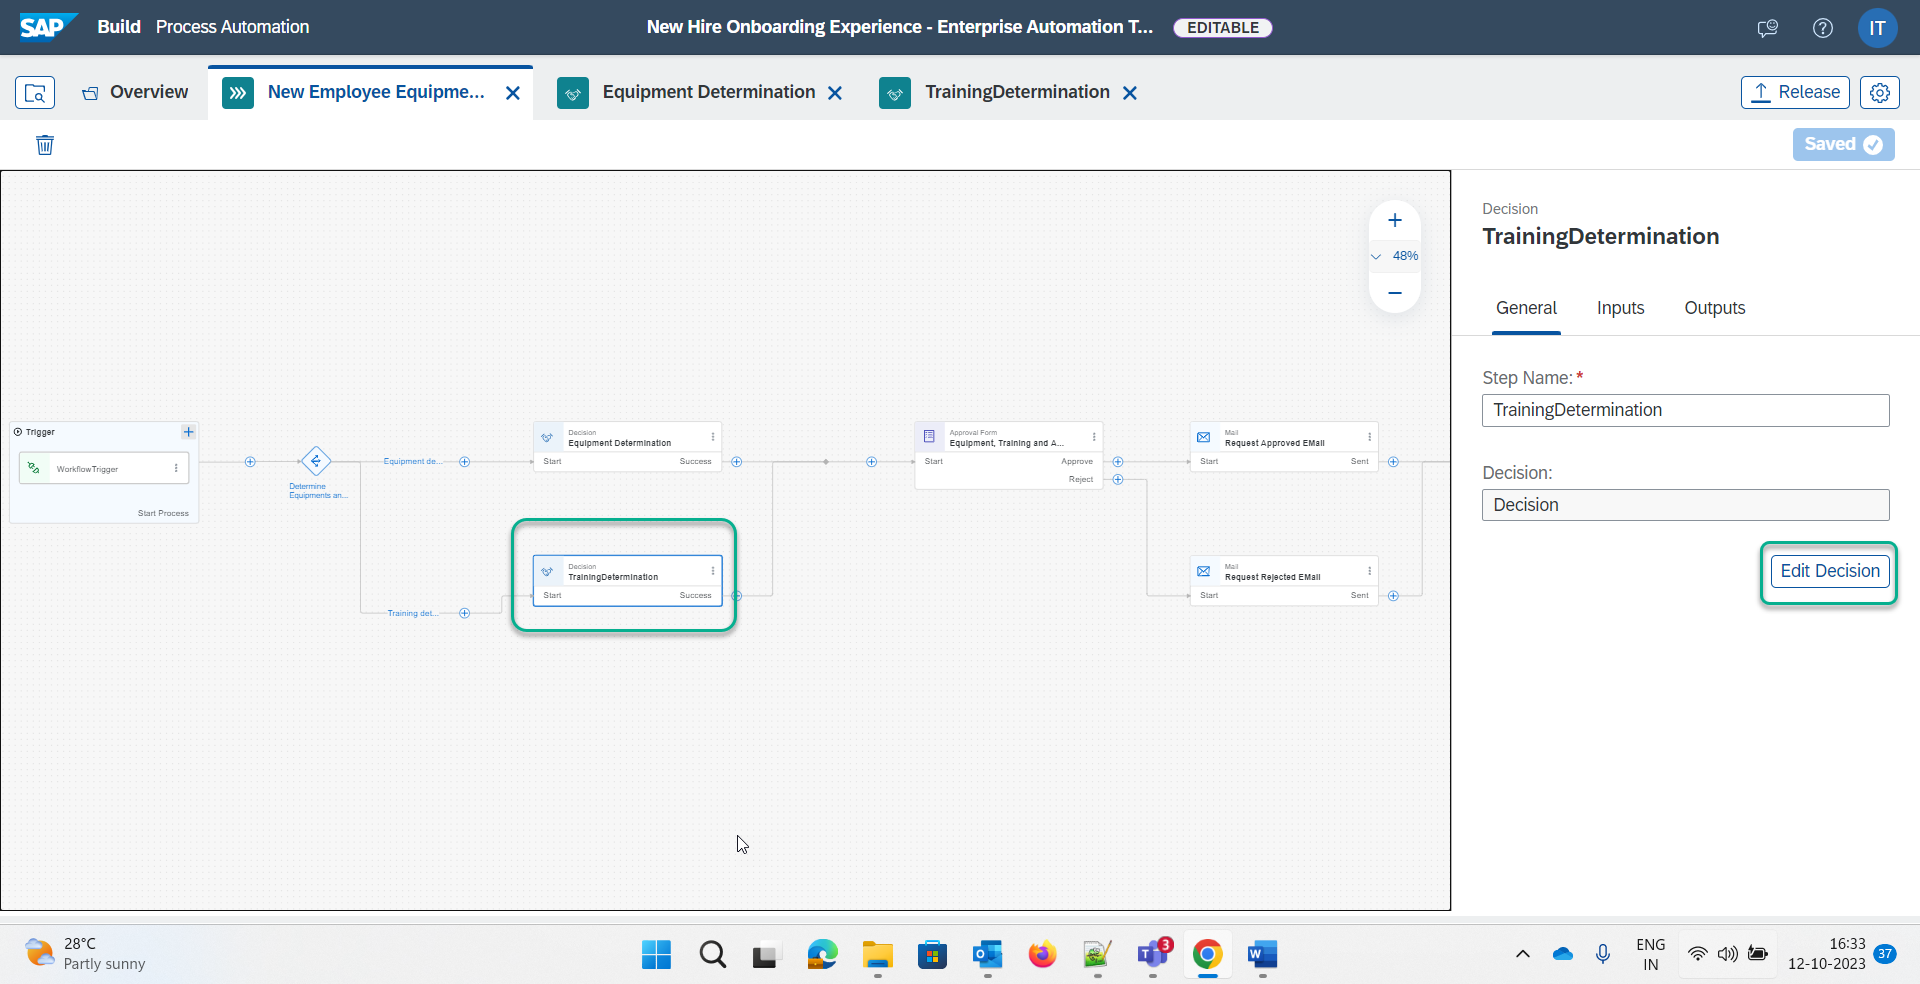 SAP Build Process Automation
New Hire Onboarding Experience - Enterprise Automation T...
EDITABLE
IT
Overview
New Employee Equipme...
Equipment Determination
TrainingDetermination
Release
Saved
48%
Trigger
WorkflowTrigger
Start Process
Determine
Equipments an...
Equipment de...
Training det...
Decision
Equipment Determination
Start Success
Decision
TrainingDetermination
Start Success
Approval Form
Equipment, Training and A...
Start Approve
Reject
Mail
Request Approved EMail
Start Sent
Mail
Request Rejected EMail
Start Sent
Decision
TrainingDetermination
General Inputs Outputs
Step Name:*
TrainingDetermination
Decision:
Decision
Edit Decision
28°C
Partly sunny
3
ENG
IN
16:33
12-10-2023
37